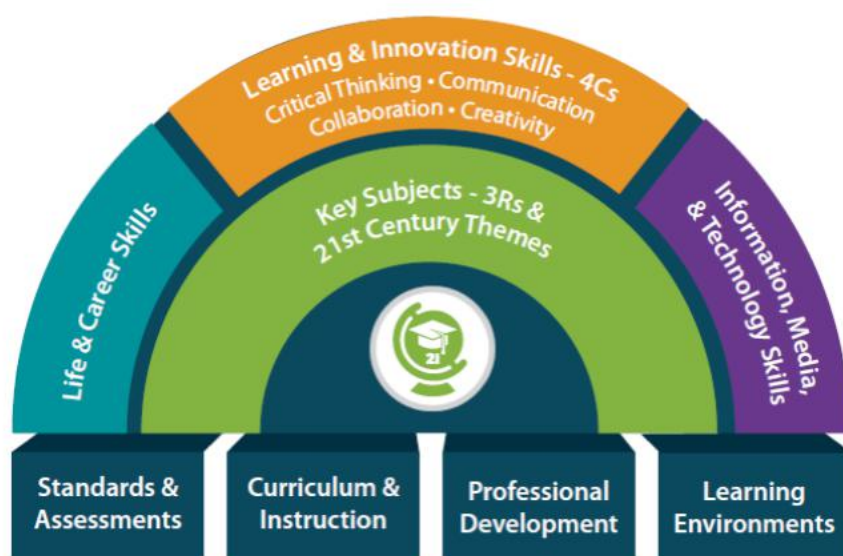 Learning & Innovation Skills - 4Cs
Critical Thinking • Communication
Collaboration • Creativity
Life & Career Skills
Key Subjects - 3Rs &
21st Century Themes
Information, Media,
& Technology Skills
21
Standards &
Assessments
Curriculum &
Instruction
Professional
Development
Learning
Environments